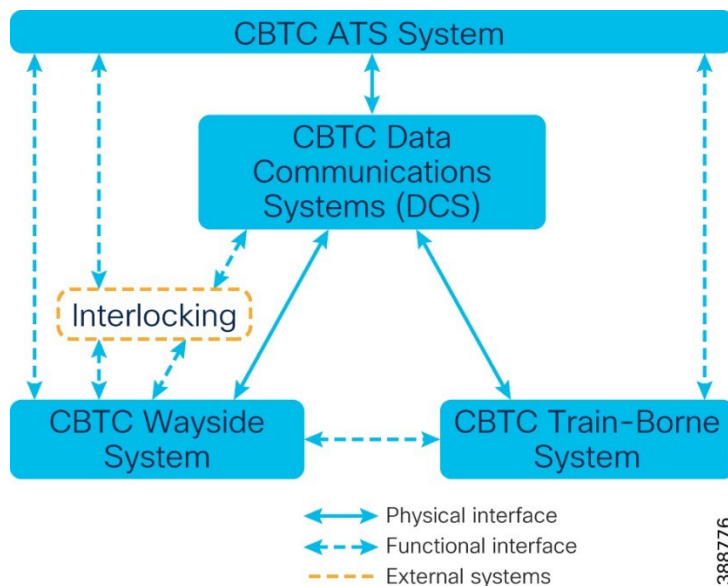 CBTC ATS System
CBTC Data
Communications
Systems (DCS)
Interlocking
CBTC Wayside
System
CBTC Train-Borne
System
Physical interface
Functional interface
External systems
388776